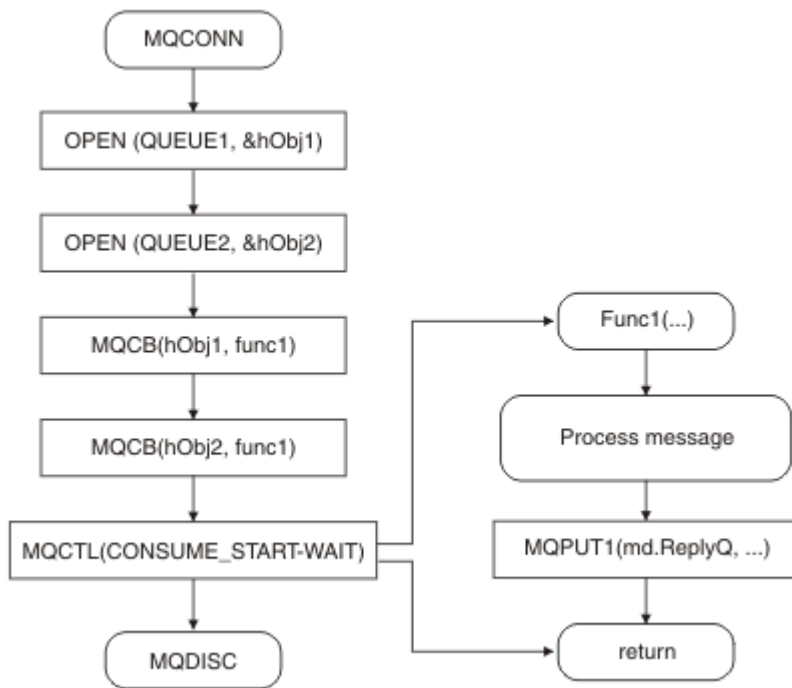 MQCONN
OPEN (QUEUE1, &hObj1)
OPEN (QUEUE2, &hObj2)
MQCB(hObj1, func1)
MQCB(hObj2, func1)
MQCTL(CONSUME_START-WAIT)
MQDISC
Func1(...)
Process message
MQPUT1(md.ReplyQ, ...)
return